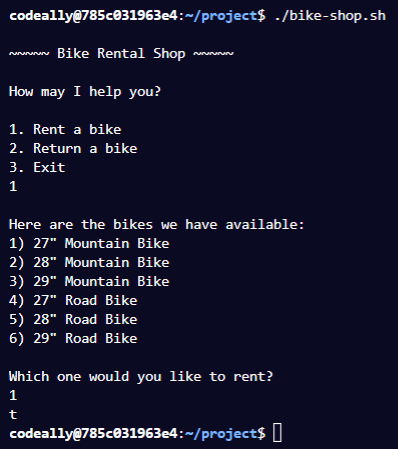 codeally@785c031963e4:~/project$ ./bike-shop.sh
~~~~~ Bike Rental Shop ~~~~~
How may I help you?
1. Rent a bike
2. Return a bike
3. Exit
1
Here are the bikes we have available:
1) 27" Mountain Bike
2) 28" Mountain Bike
3) 29" Mountain Bike
4) 27" Road Bike
5) 28" Road Bike
6) 29" Road Bike
Which one would you like to rent?
1
t
codeally@785c031963e4:~/project$